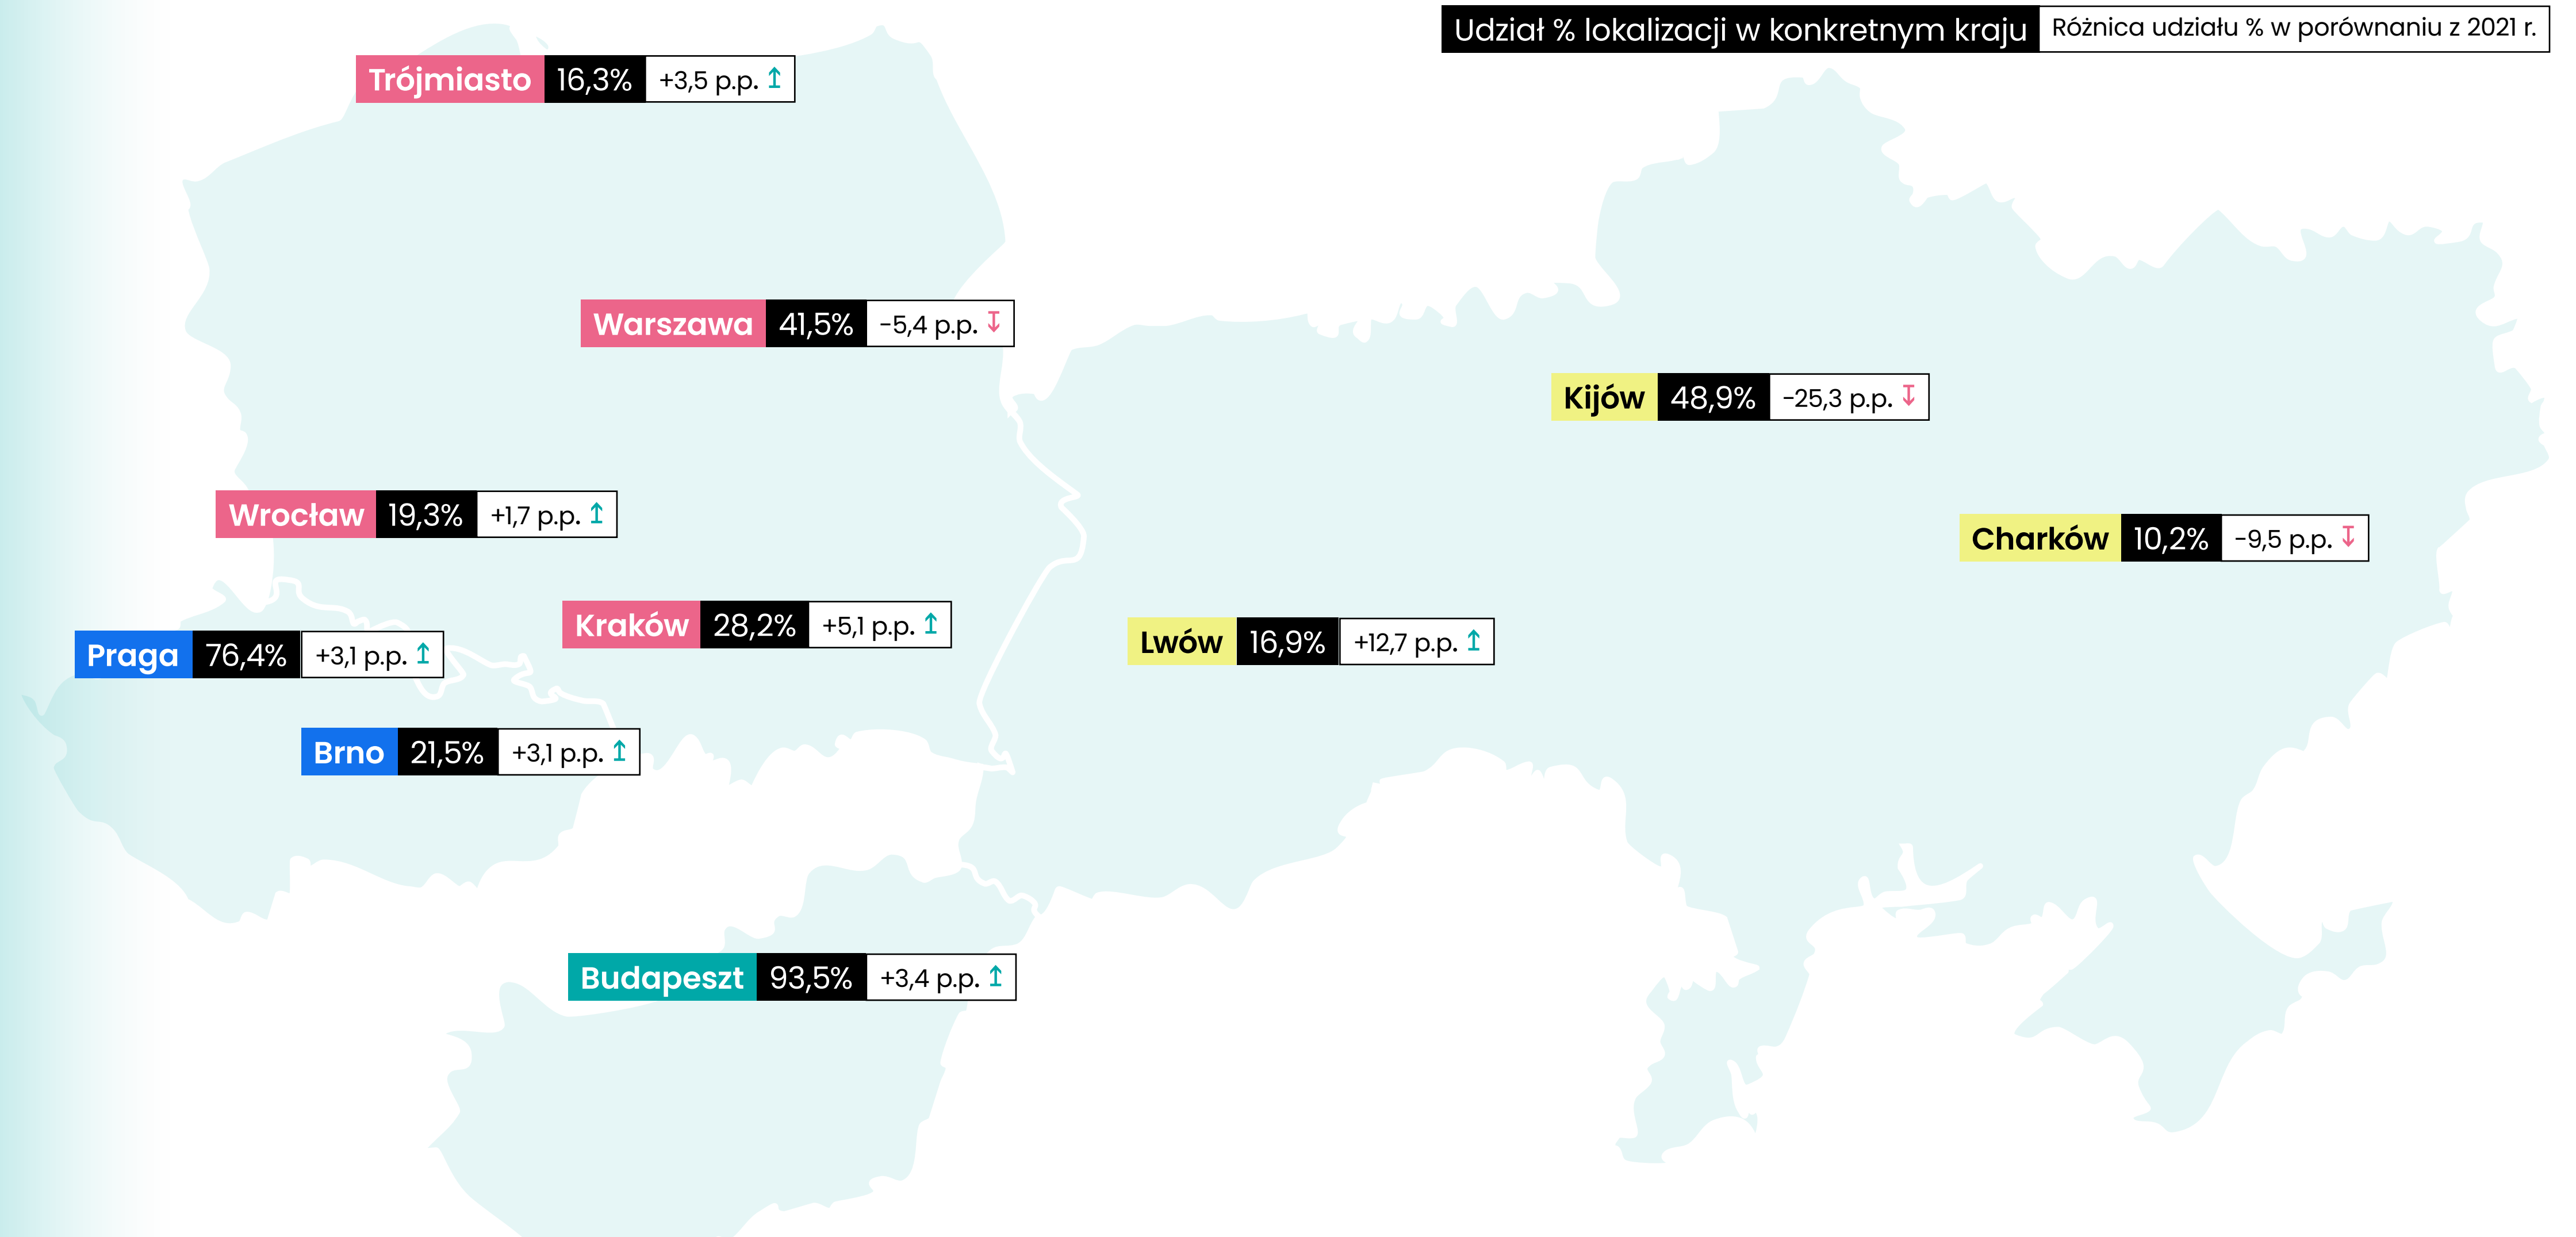 Udział % lokalizacji w konkretnym kraju Różnica udziału % w porównaniu z 2021 r.
Trójmiasto 16,3% +3,5 p.p. ↥
Warszawa 41,5% -5,4 p.p. ↧
Kijów 48,9% -25,3 p.p. ↧
Wrocław 19,3% +1,7 p.p. ↥
Charków 10,2% -9,5 p.p. ↧
Kraków 28,2% +5,1 p.p. ↥
Lwów 16,9% +12,7 p.p. ↥
Praga 76,4% +3,1 p.p. ↥
Brno 21,5% +3,1 p.p. ↥
Budapeszt 93,5% +3,4 p.p. ↥